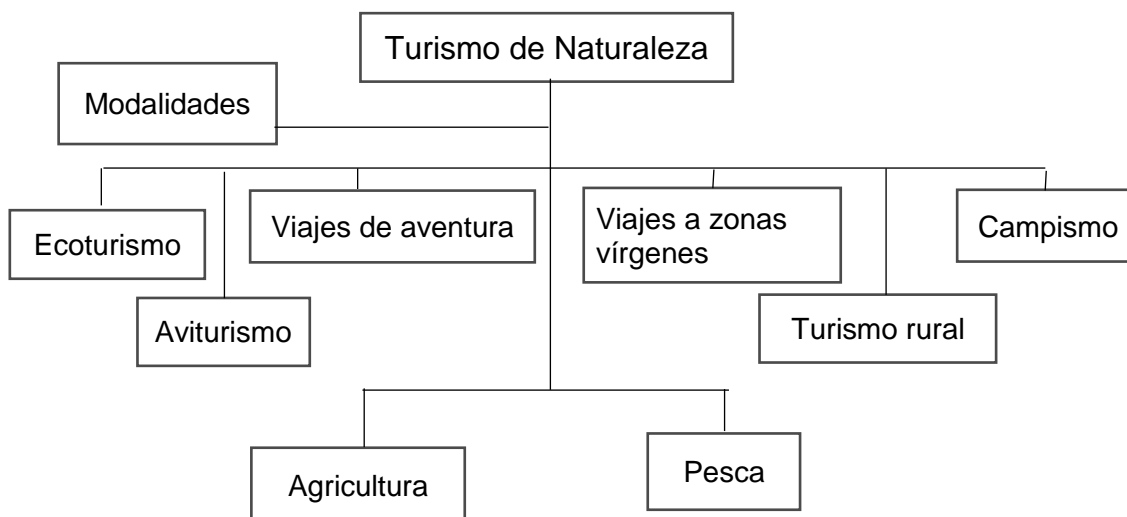 Turismo de Naturaleza
Modalidades
Ecoturismo
Viajes de aventura
Viajes a zonas
vírgenes
Campismo
Aviturismo
Turismo rural
Agricultura
Pesca